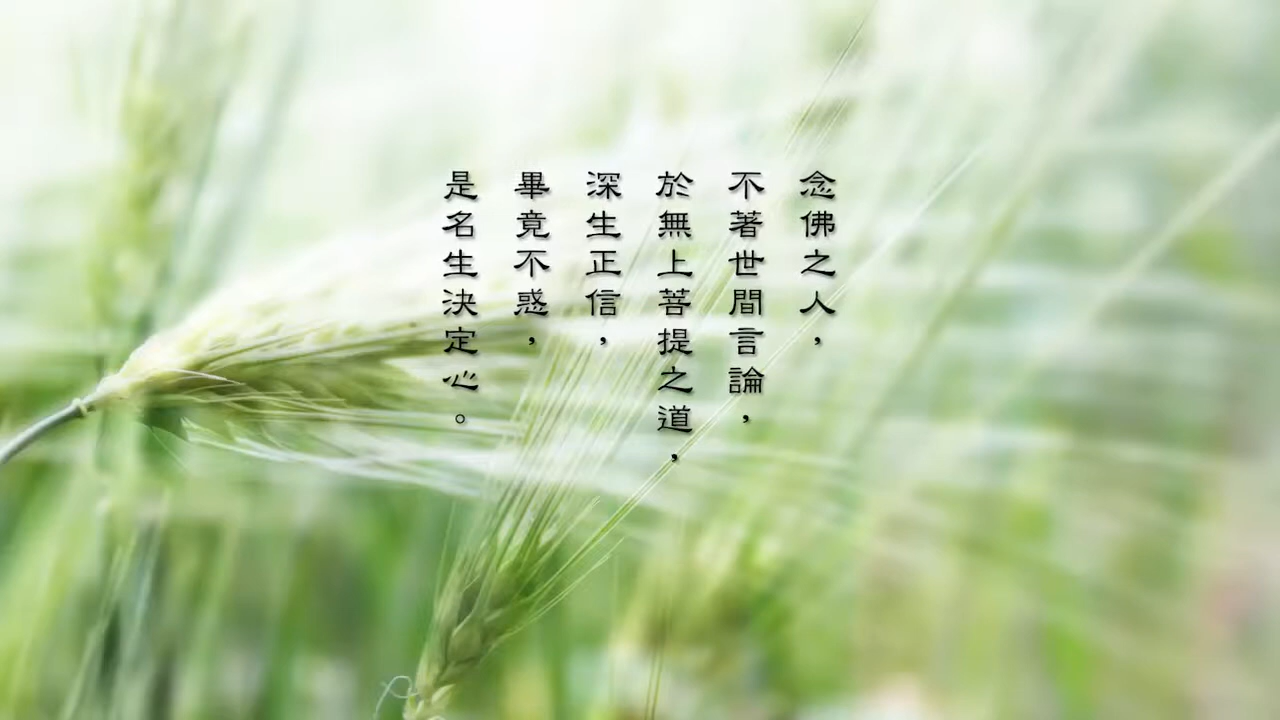 念佛之人，
不著世間言論，
於無上菩提之道，
深生正信，
畢竟不惑，
是名生決定心。